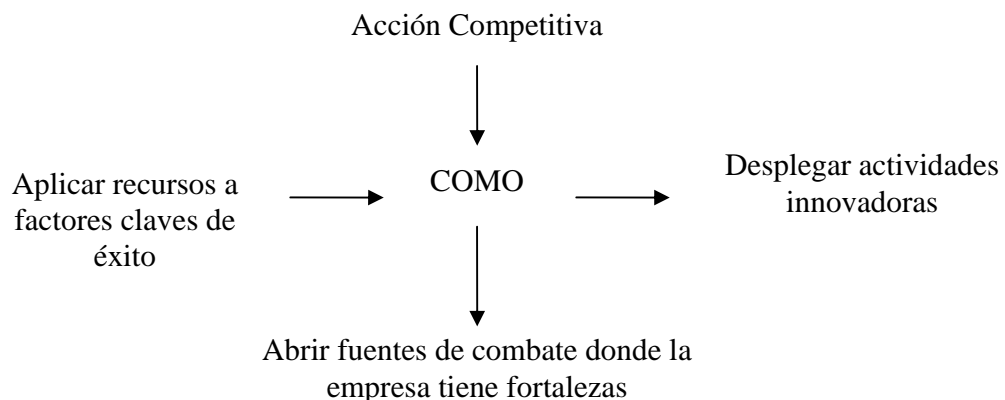 Acción Competitiva
Aplicar recursos a
factores claves de
éxito
COMO
Desplegar actividades
innovadoras
Abrir fuentes de combate donde la
empresa tiene fortalezas